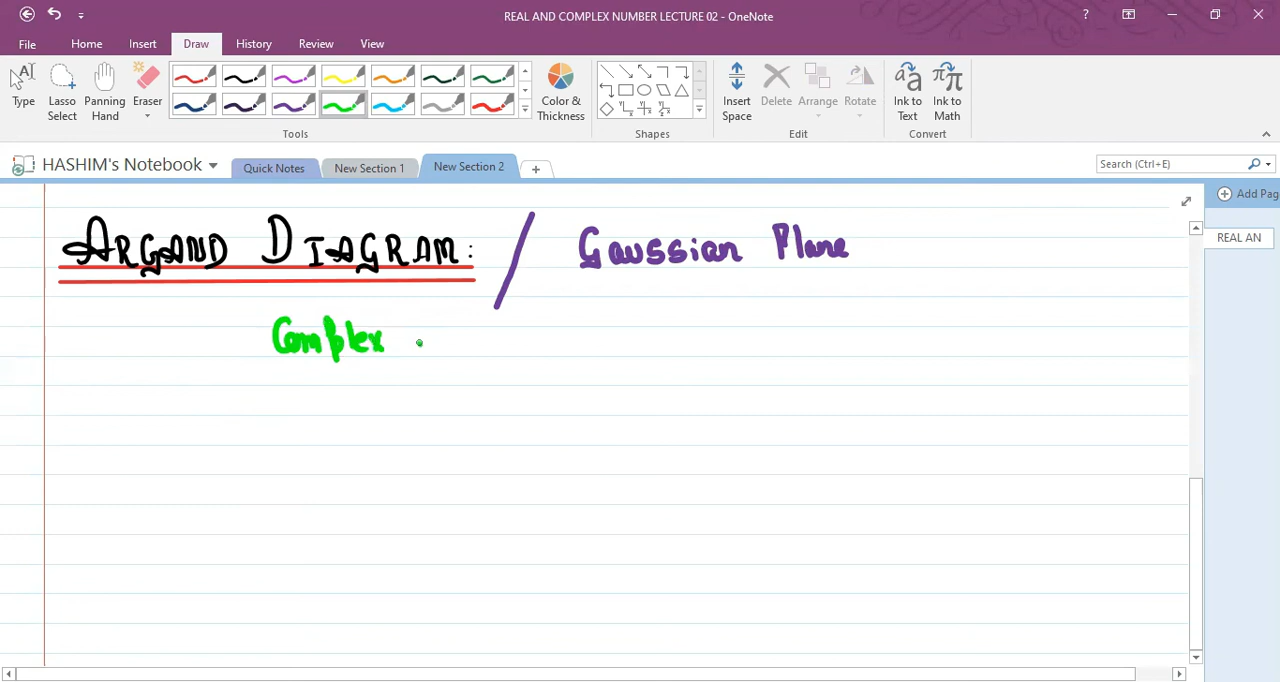 REAL AND COMPLEX NUMBER LECTURE 02 - OneNote
?
File Home Insert Draw History Review View
Type
Lasso Select
Panning Hand
Eraser
Color & Thickness
Insert Space
Delete
Arrange
Rotate
Ink to Text
Ink to Math
Tools Shapes Edit Convert
HASHIM's Notebook Quick Notes New Section 1 New Section 2 +
Search (Ctrl+E)
Add Pag
REAL AN
ARGAND DIAGRAM: / Gaussian Plane
Complex